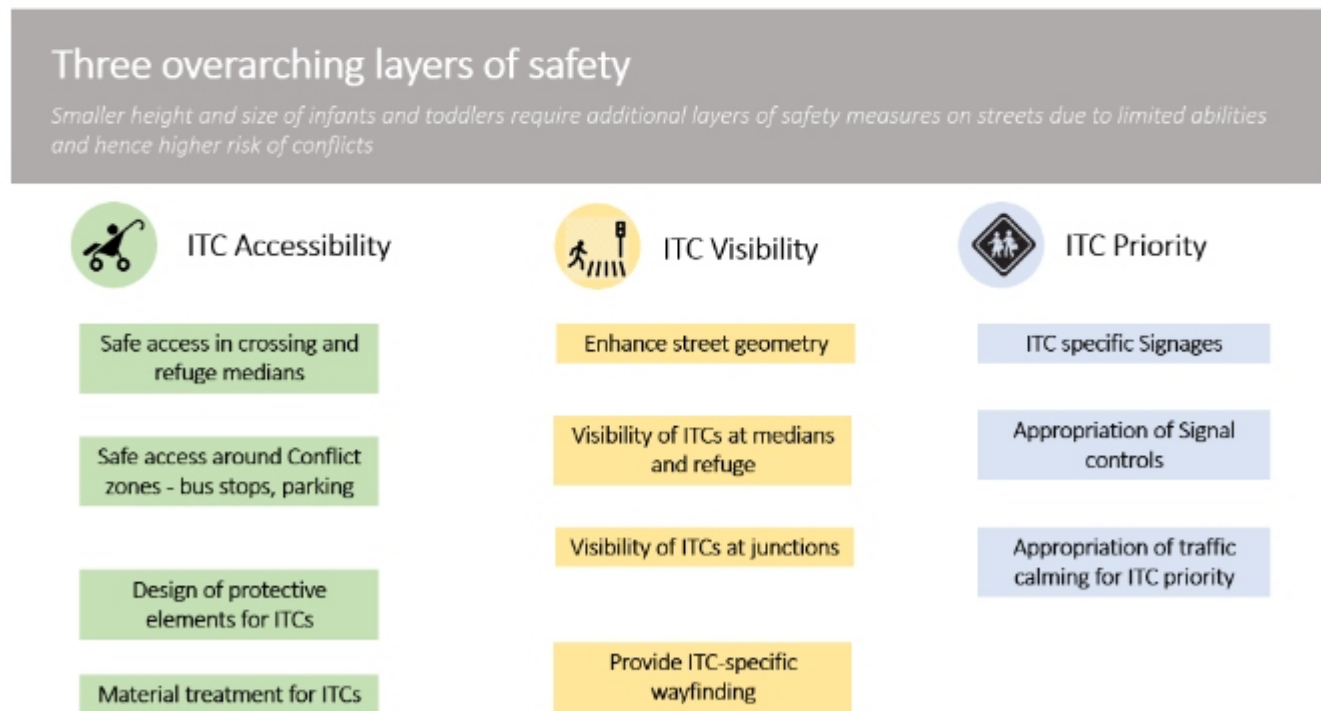 Three overarching layers of safety
Smaller height and size of infants and toddlers require additional layers of safety measures on streets due to limited abilities
and hence higher risk of conflicts
ITC Accessibility
Safe access in crossing and
refuge medians
Safe access around Conflict
zones - bus stops, parking
Design of protective
elements for ITCs
Material treatment for ITCs
ITC Visibility
Enhance street geometry
Visibility of ITCs at medians
and refuge
Visibility of ITCs at junctions
Provide ITC-specific
wayfinding
ITC Priority
ITC specific Signages
Appropriation of Signal
controls
Appropriation of traffic
calming for ITC priority